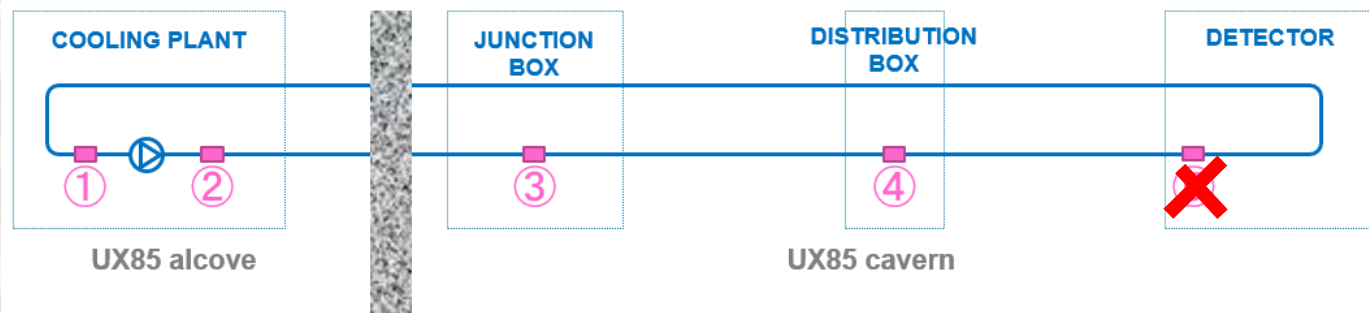 COOLING PLANT
JUNCTION
BOX
DISTRIBUTION
BOX
DETECTOR
①
②
③
④
UX85 alcove
UX85 cavern